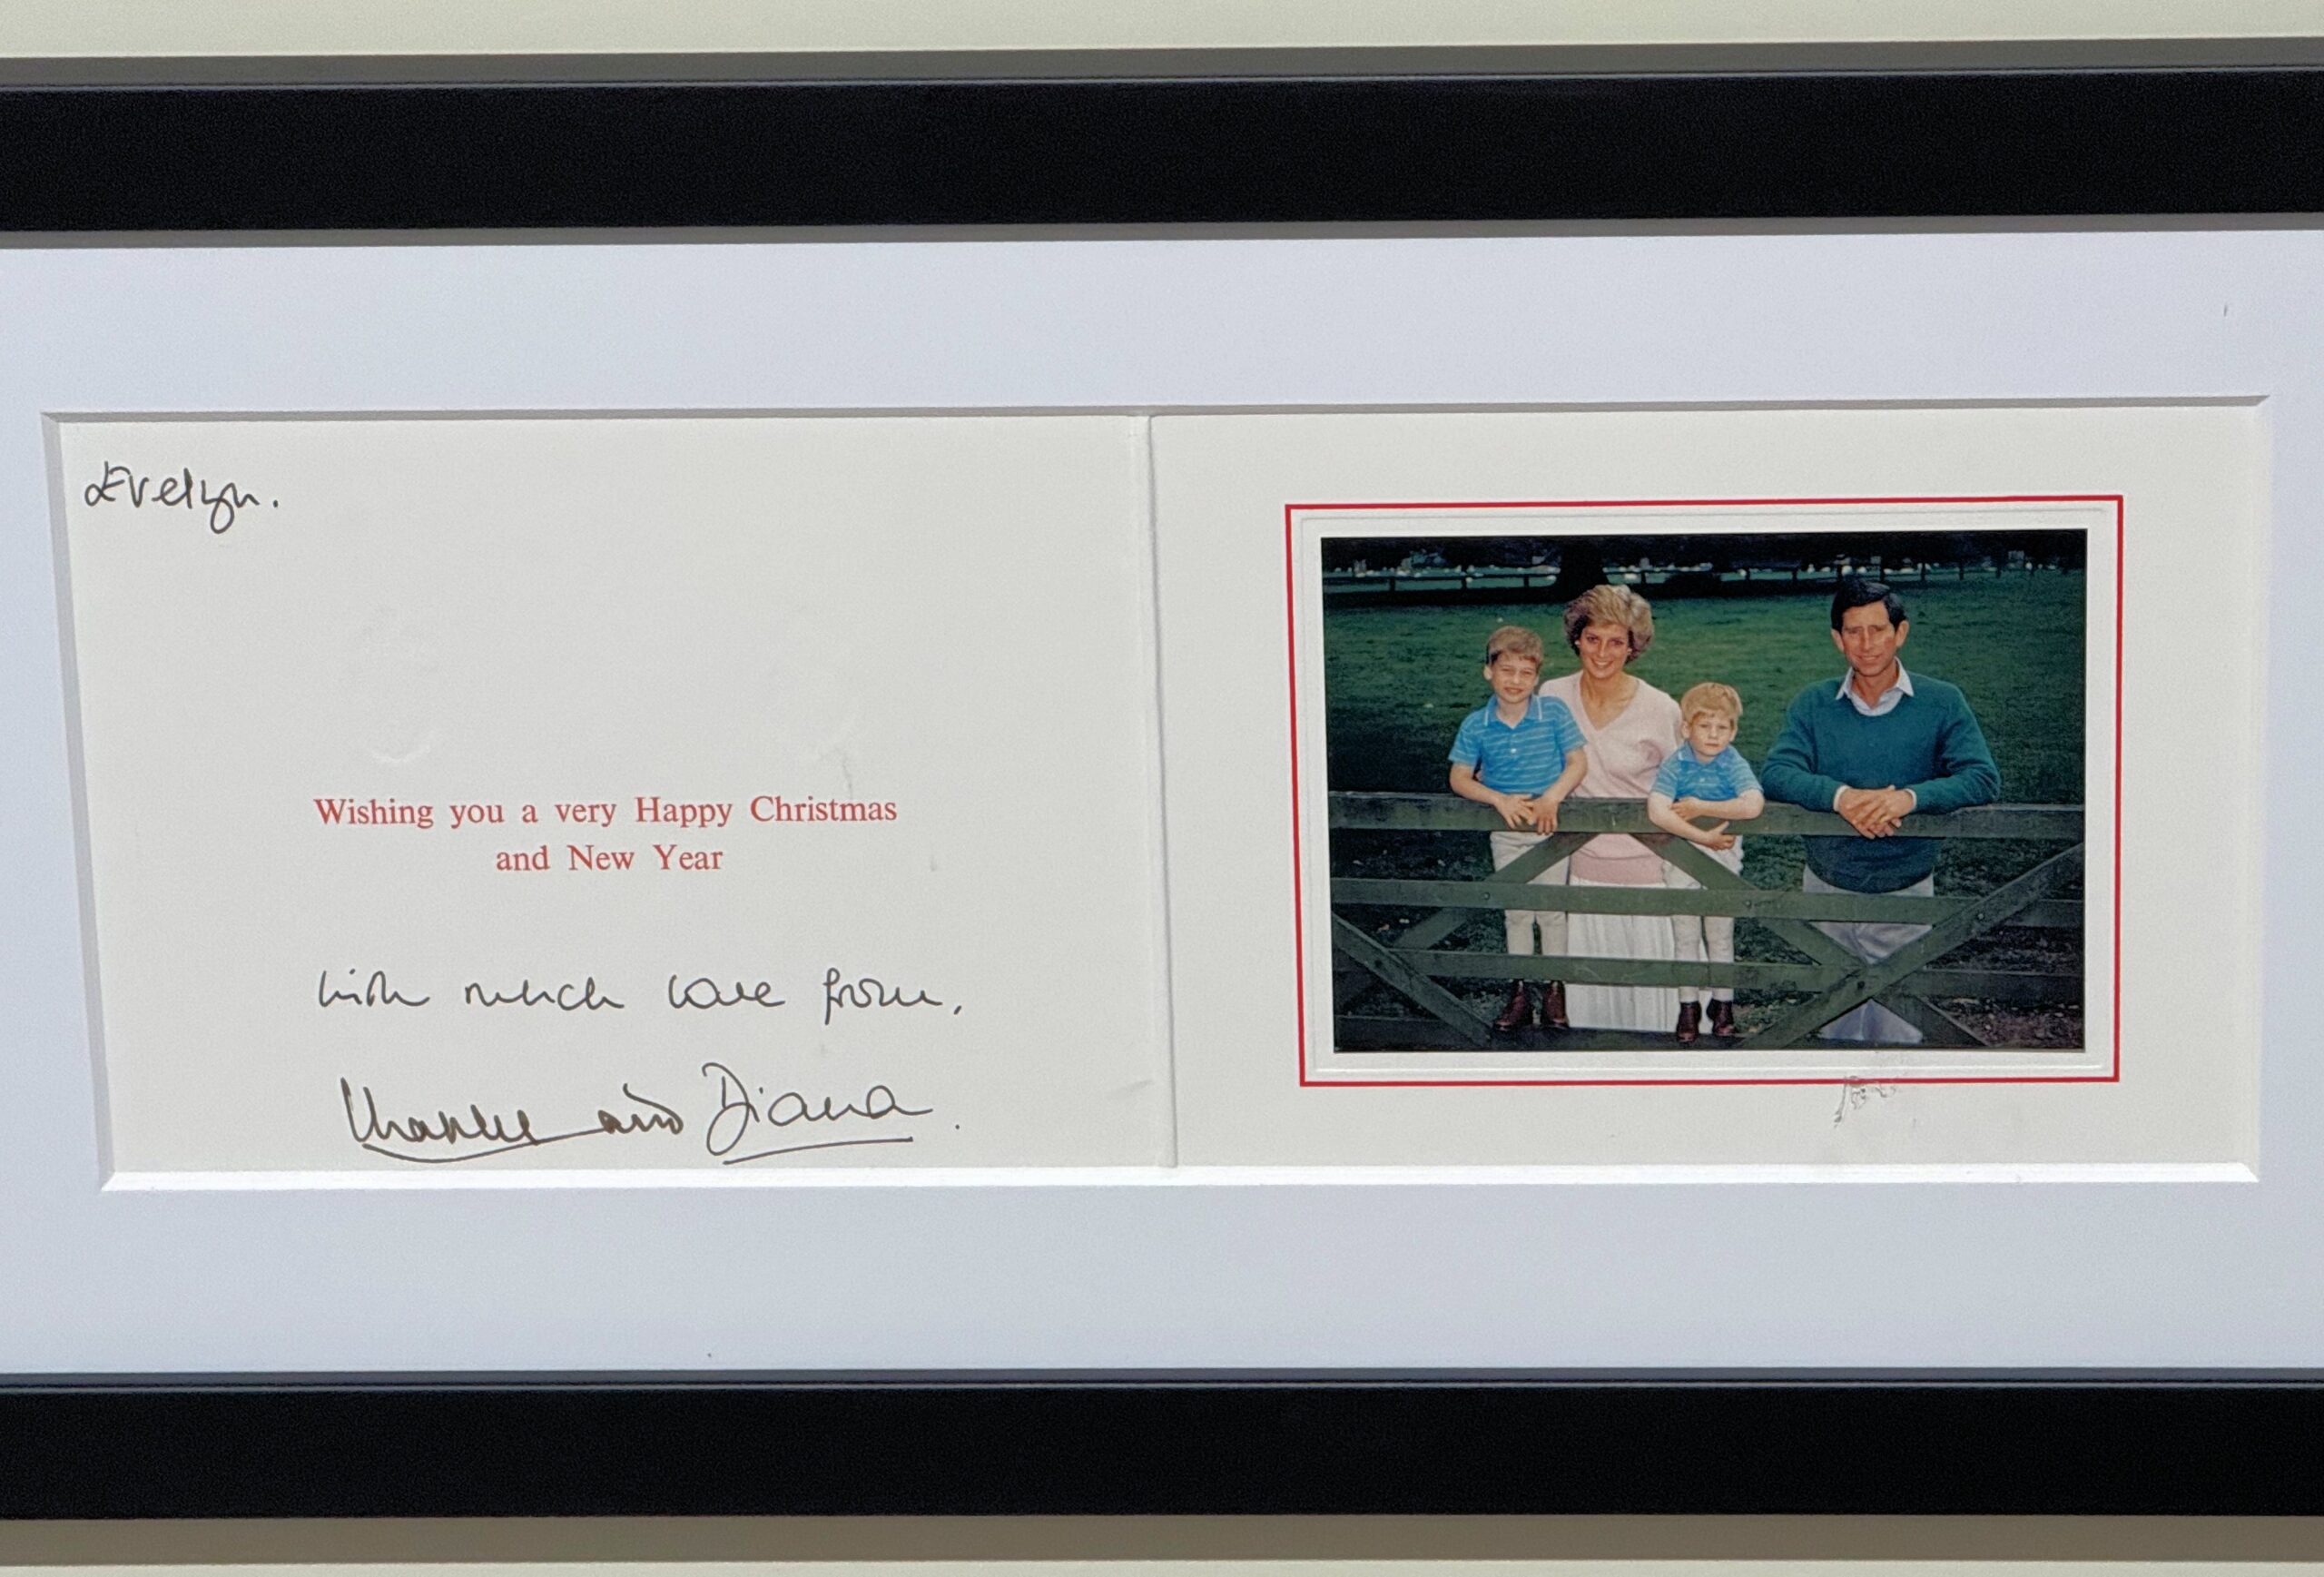 Evelyn.
Wishing you a very Happy Christmas
and New Year
with much love from,
Charles and Diana.